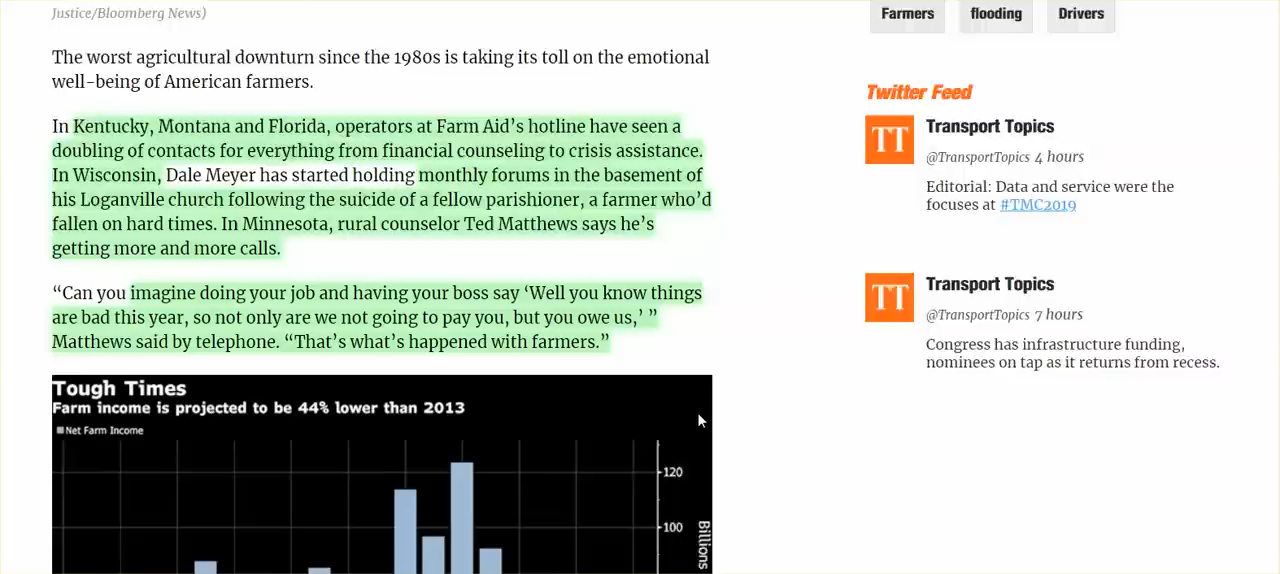 Justice/Bloomberg News)
The worst agricultural downturn since the 1980s is taking its toll on the emotional
well-being of American farmers.
In Kentucky, Montana and Florida, operators at Farm Aid’s hotline have seen a
doubling of contacts for everything from financial counseling to crisis assistance.
In Wisconsin, Dale Meyer has started holding monthly forums in the basement of
his Loganville church following the suicide of a fellow parishioner, a farmer who’d
fallen on hard times. In Minnesota, rural counselor Ted Matthews says he’s
getting more and more calls.
“Can you imagine doing your job and having your boss say ‘Well you know things
are bad this year, so not only are we not going to pay you, but you owe us,’ ”
Matthews said by telephone. “That’s what’s happened with farmers.”
Tough Times
Farm income is projected to be 44% lower than 2013
Net Farm Income
120
100
Billions
Farmers flooding Drivers
Twitter Feed
TT
Transport Topics
@TransportTopics 4 hours
Editorial: Data and service were the
focuses at #TMC2019
TT
Transport Topics
@TransportTopics 7 hours
Congress has infrastructure funding,
nominees on tap as it returns from recess.